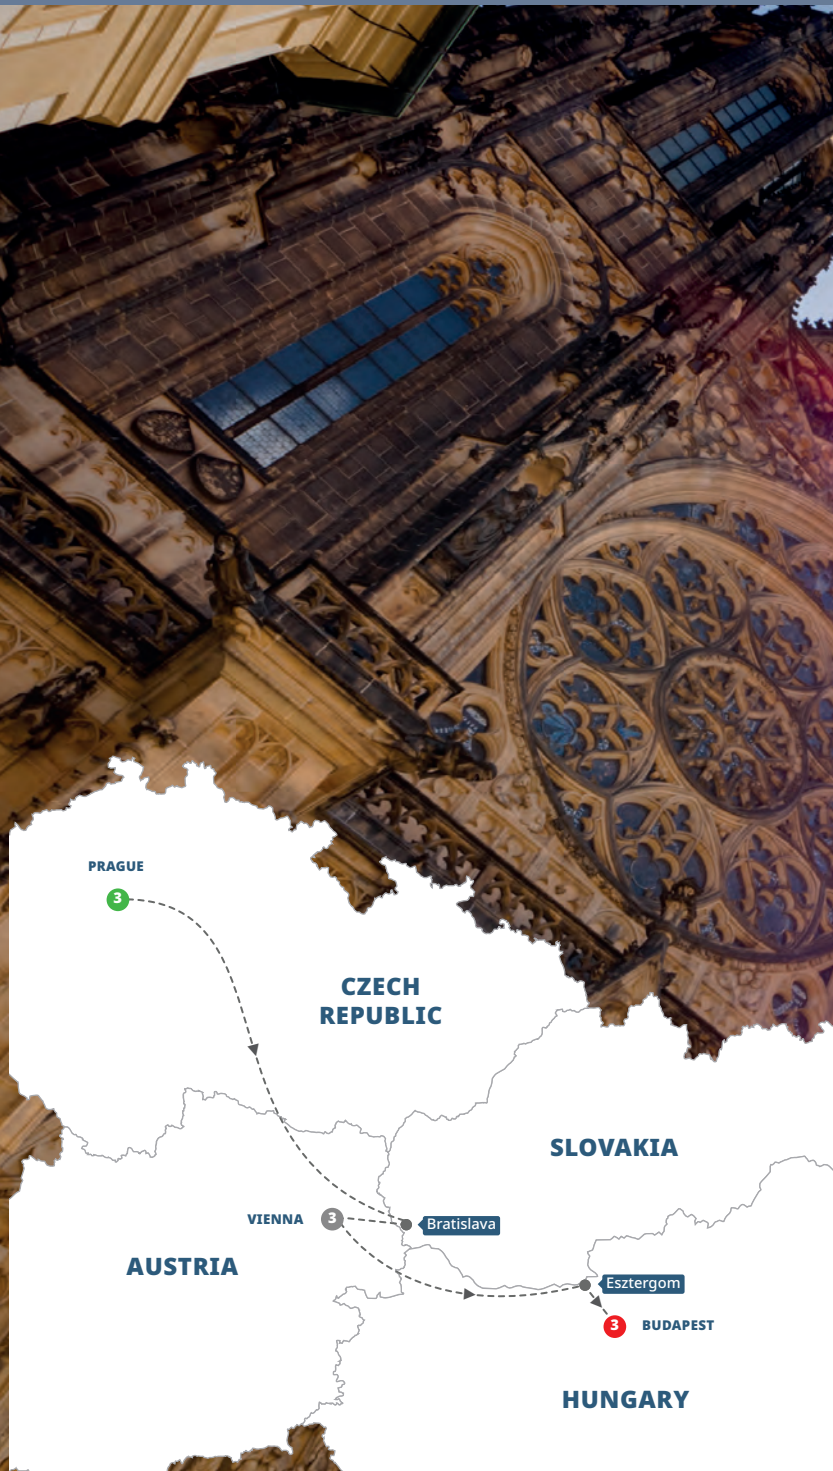 PRAGUE
3
CZECH
REPUBLIC
SLOVAKIA
VIENNA
3
Bratislava
AUSTRIA
Esztergom
3
BUDAPEST
HUNGARY